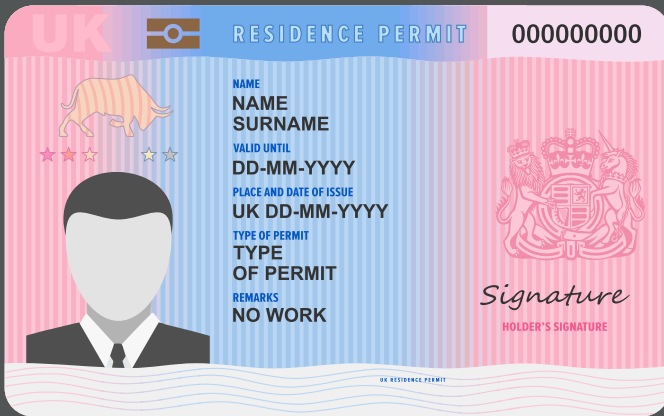 UK
RESIDENCE PERMIT
000000000
NAME
NAME
SURNAME
VALID UNTIL
DD-MM-YYYY
PLACE AND DATE OF ISSUE
UK DD-MM-YYYY
TYPE OF PERMIT
TYPE
OF PERMIT
REMARKS
NO WORK
Signature
HOLDER'S SIGNATURE
UK RESIDENCE PERMIT